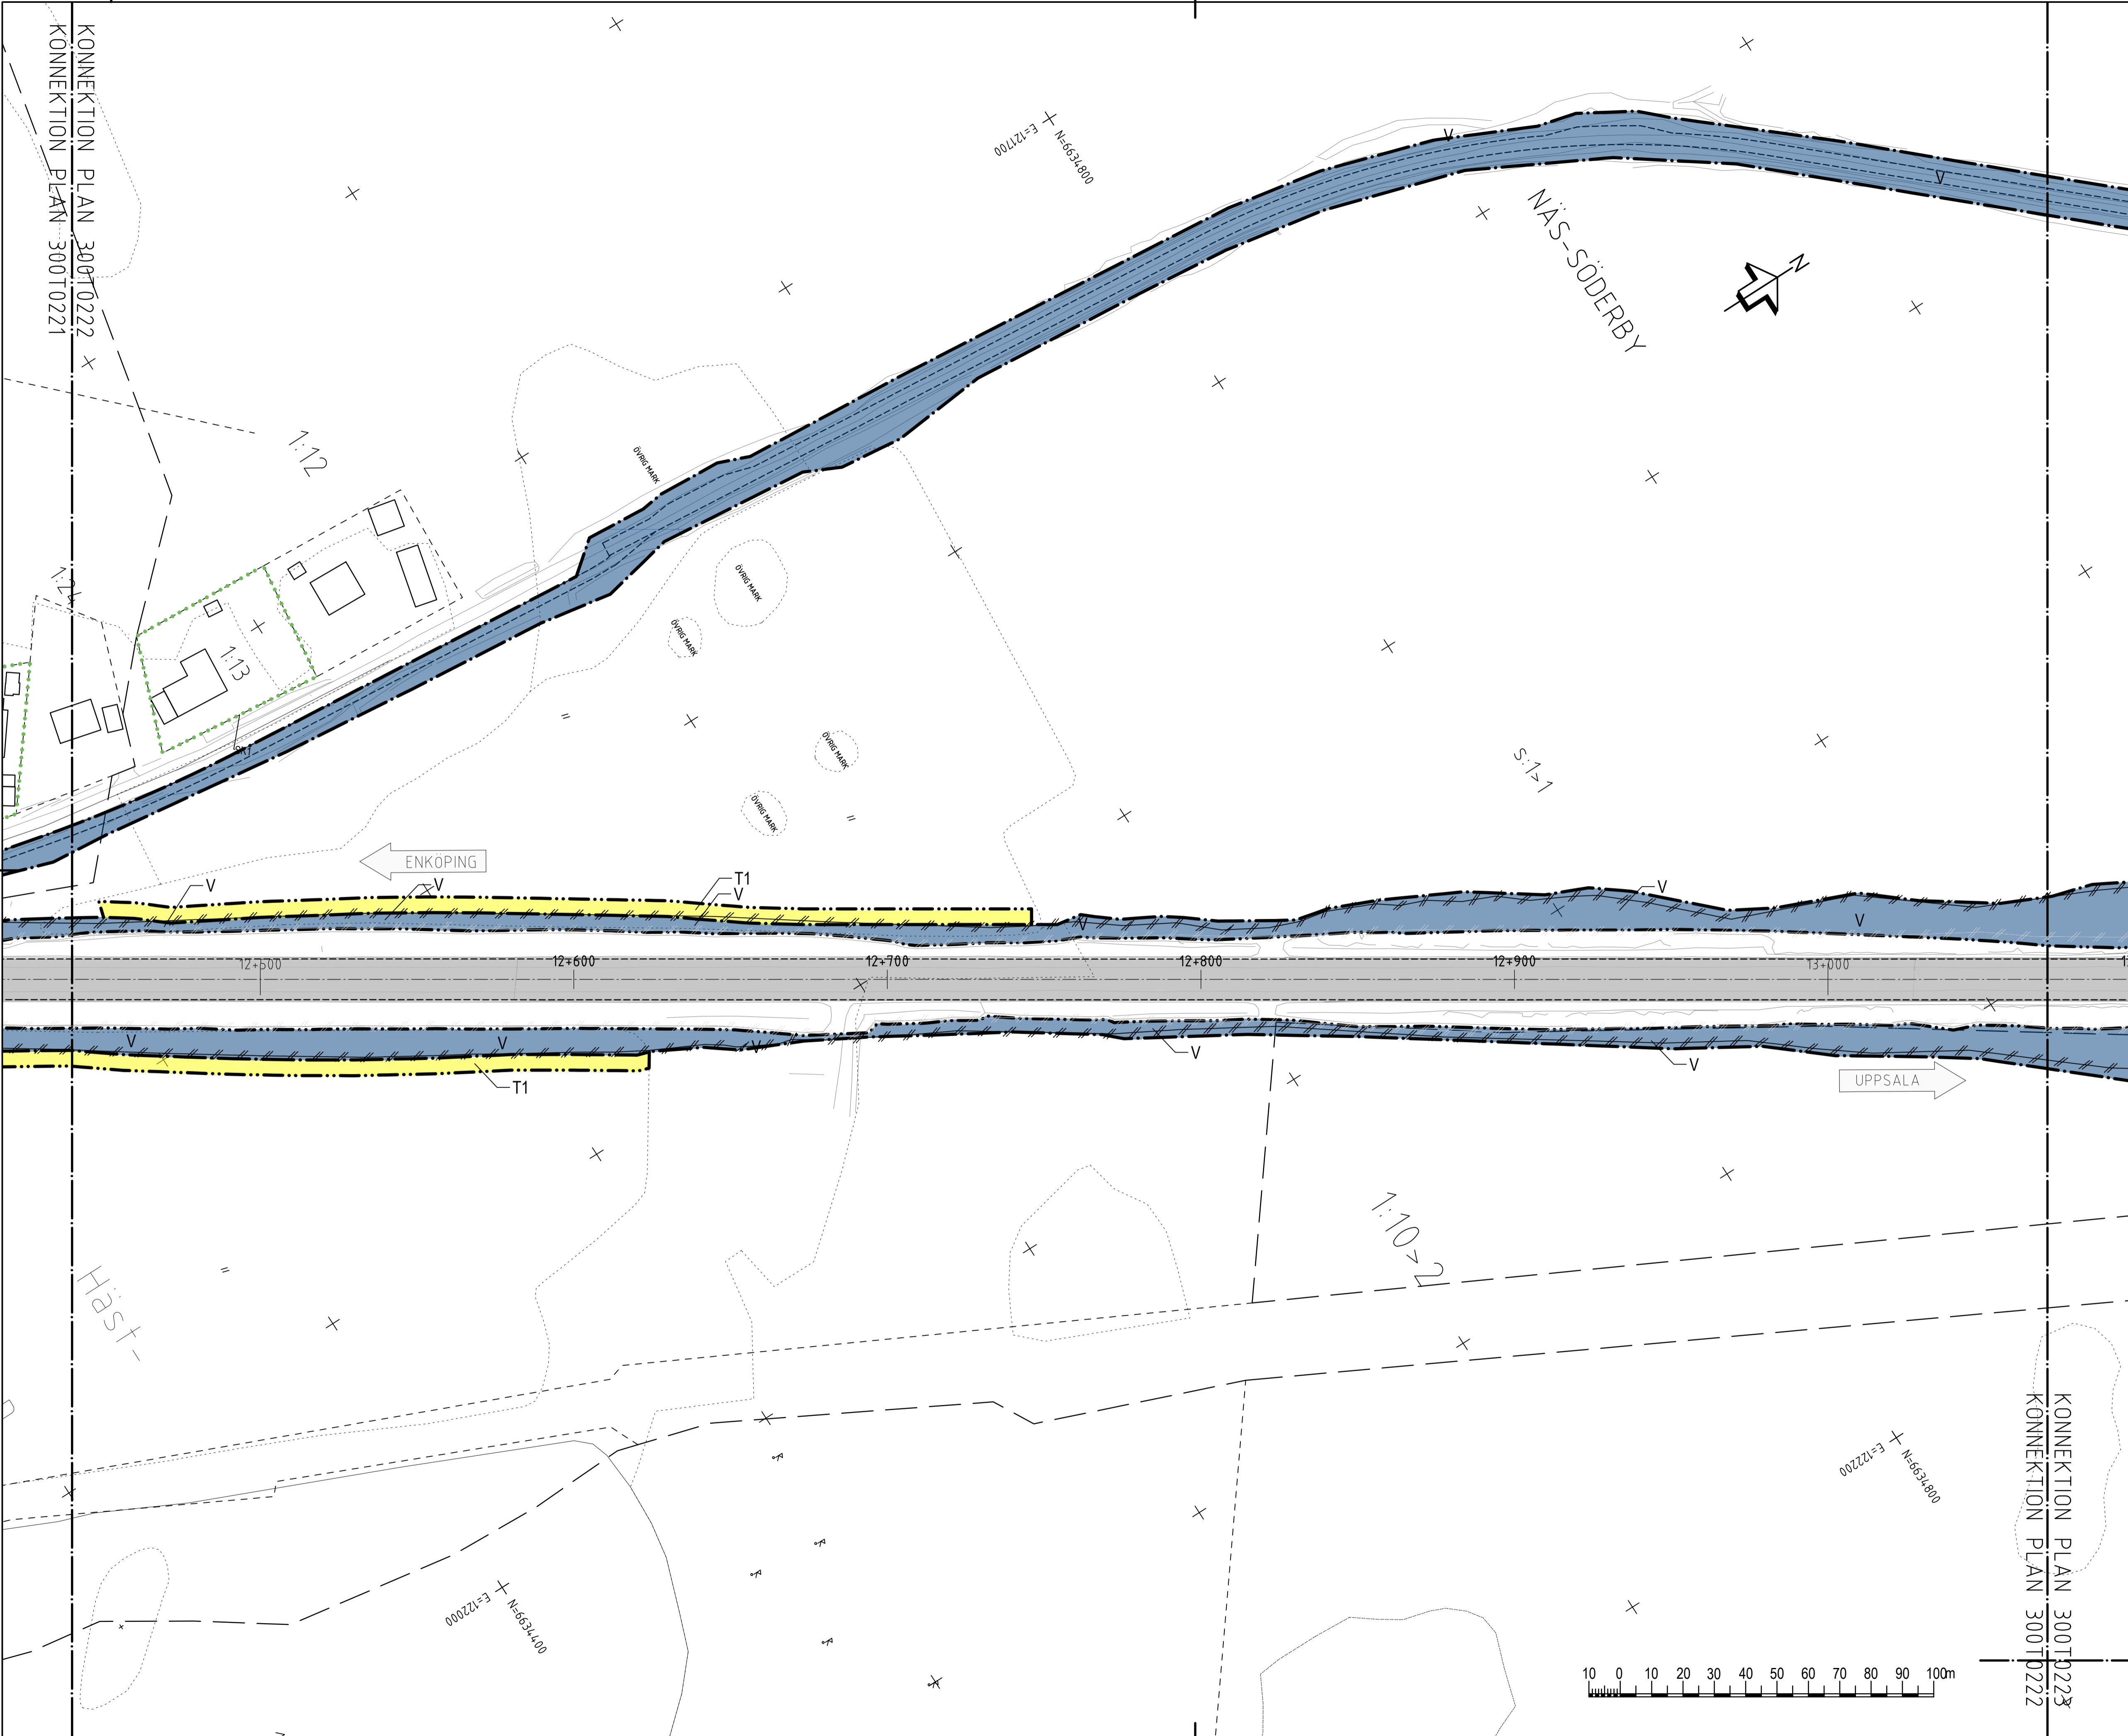 KONNEKTION PLAN 300T0222
KONNEKTION PLAN 300T0221
E=121700
N=6634800
V
V
NÄS-SÖDERBY
N
1:12
ÖVRIG MARK
1:24
1:13
ÖVRIG MARK
ÖVRIG MARK
ÖVRIG MARK
ÖVRIG MARK
S:1>1
ENKÖPING
V
V
T1
V
V
V
V
12+500
12+600
12+700
12+800
12+900
13+000
V
V
V
V
V
T1
UPPSALA
1:10>2
Häst-
E=122200
N=6634800
E=122000
N=6634400
KONNEKTION PLAN 300T0223
KONNEKTION PLAN 300T0222
10 0 10 20 30 40 50 60 70 80 90 100m